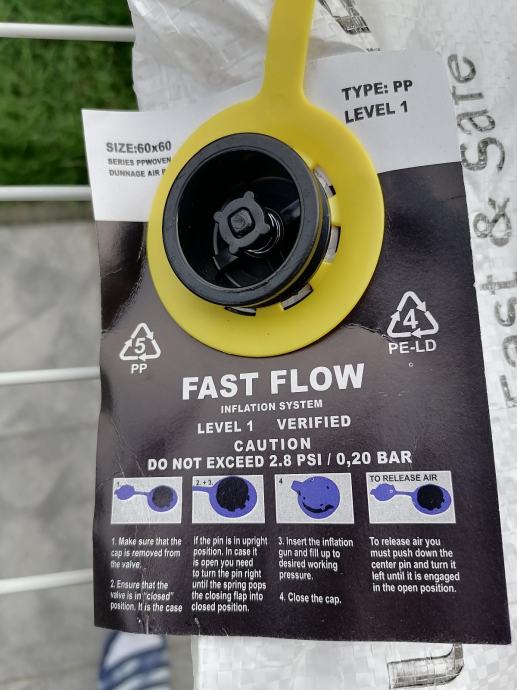 SIZE:60x60
SERIES PPWOVEN
DUNNAGE AIR
TYPE: PP
LEVEL 1
5
PP
4
PE-LD
FAST FLOW
INFLATION SYSTEM
LEVEL 1 VERIFIED
CAUTION
DO NOT EXCEED 2.8 PSI / 0,20 BAR
1.
2. + 3.
4
TO RELEASE AIR
1. Make sure that the
cap is removed from
the valve.
2. Ensure that the
valve is in "closed"
position. It is the case
if the pin is in upright
position. In case it
is open you need
to turn the pin right
until the spring pops
the closing flap into
closed position.
3. Insert the inflation
gun and fill up to
desired working
pressure.
4. Close the cap.
To release air you
must push down the
center pin and turn it
left until it is engaged
in the open position.
st & Safe